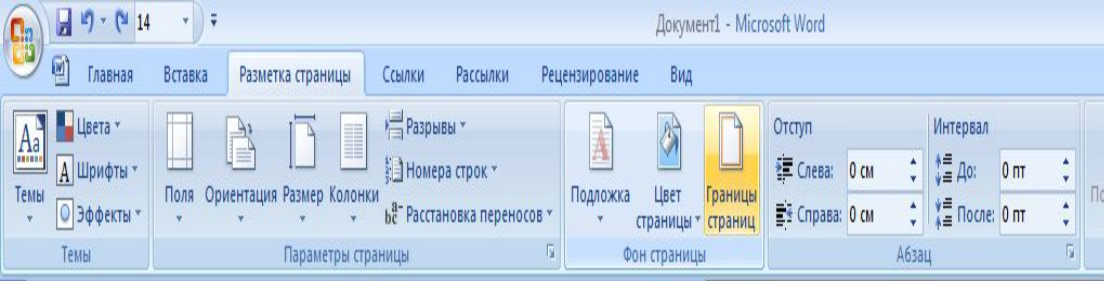 14
Документ1 - Microsoft Word
Главная Вставка Разметка страницы Ссылки Рассылки Рецензирование Вид
Aa
Темы
Цвета
A Шрифты
Эффекты
Темы
Поля Ориентация Размер Колонки
Разрывы
Номера строк
Расстановка переносов
Параметры страницы
Подложка
Цвет страницы
Границы страниц
Фон страницы
Отступ
Слева: 0 см
Справа: 0 см
Интервал
До: 0 пт
После: 0 пт
Абзац